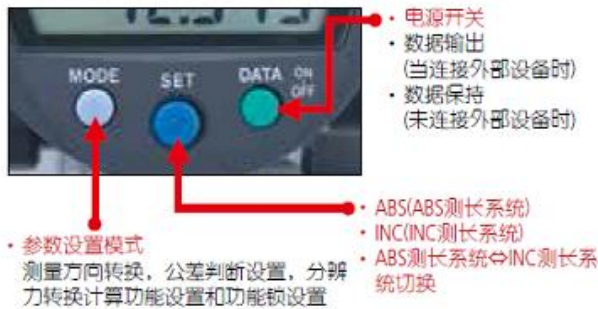 MODE
SET
DATA
ON
OFF
· 电源开关
· 数据输出
(当连接外部设备时)
· 数据保持
(未连接外部设备时)
· ABS(ABS测长系统)
· INC(INC测长系统)
· ABS测长系统⇔INC测长系
统切换
· 参数设置模式
测量方向转换，公差判断设置，分辨
力转换计算功能设置和功能锁设置